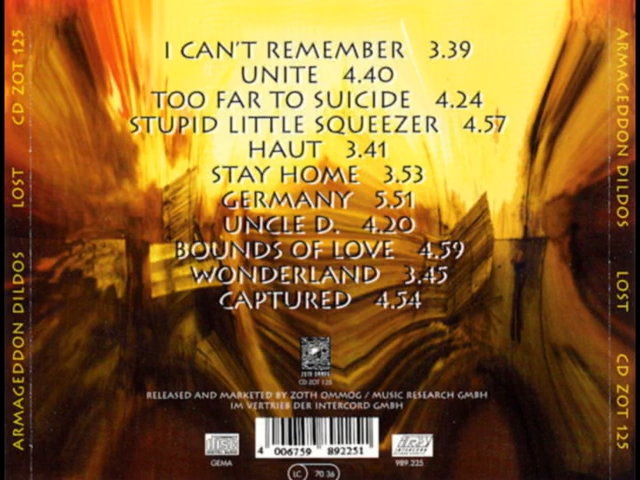 I CAN'T REMEMBER 3.39
UNITE 4.40
TOO FAR TO SUICIDE 4.24
STUPID LITTLE SQUEEZER 4.57
HAUT 3.41
STAY HOME 3.53
GERMANY 5.51
UNCLE D. 4.20
BOUNDS OF LOVE 4.59
WONDERLAND 3.45
CAPTURED 4.54
ZOTH OMMOG
CD ZOT 125
RELEASED AND MARKETED BY ZOTH OMMOG / MUSIC RESEARCH GMBH
IM VERTRIEB DER INTERCORD GMBH
GEMA
4 006759 892251
989.225
LC 7036
ARMAGEDDON DILDOS LOST CD ZOT 125
ARMAGEDDON DILDOS LOST CD ZOT 125